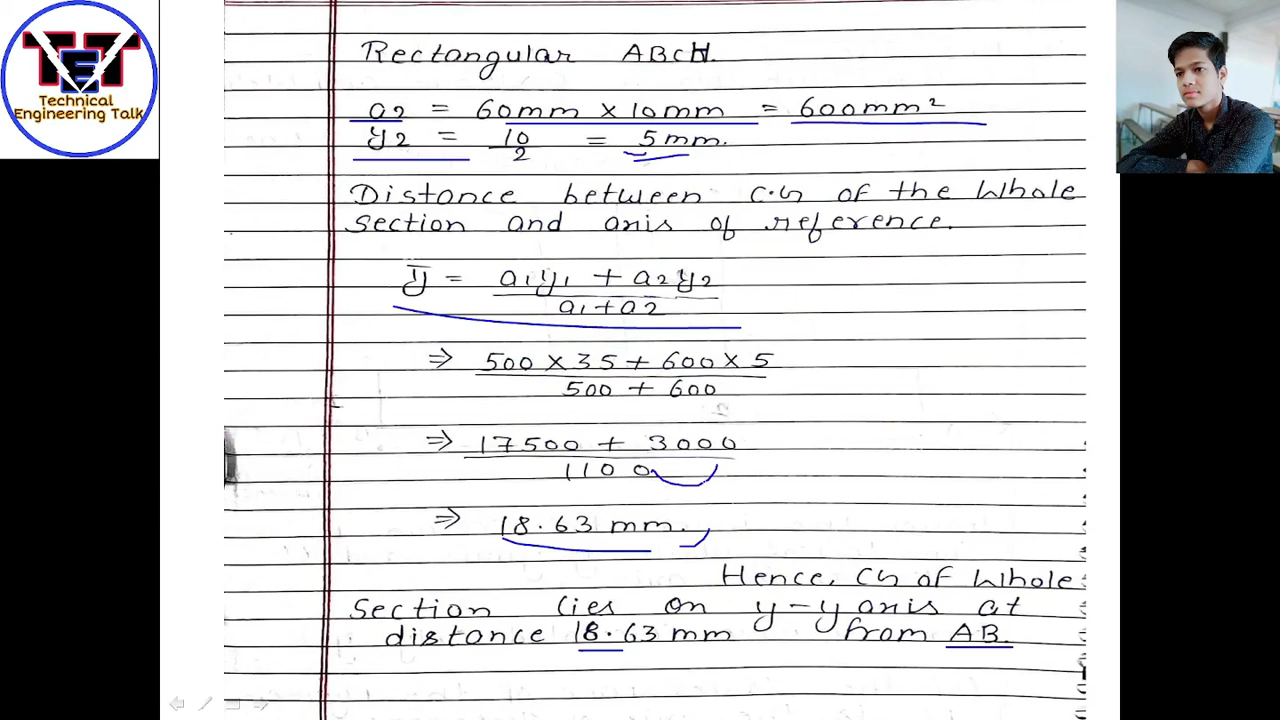 TET
Technical
Engineering Talk
Rectangular ABCH.
a2 = 60mm × 10mm = 600mm²
y2 = 10/2 = 5mm.
Distance between C.G of the Whole
section and axis of reference.
ȳ = a1y1 + a2y2 / a1+a2
⇒ 500 × 35 + 600 × 5 / 500 + 600
⇒ 17500 + 3000 / 1100
⇒ 18.63 mm.
Hence, CG of Whole
Section lies on y-y axis at
distance 18.63 mm from AB.